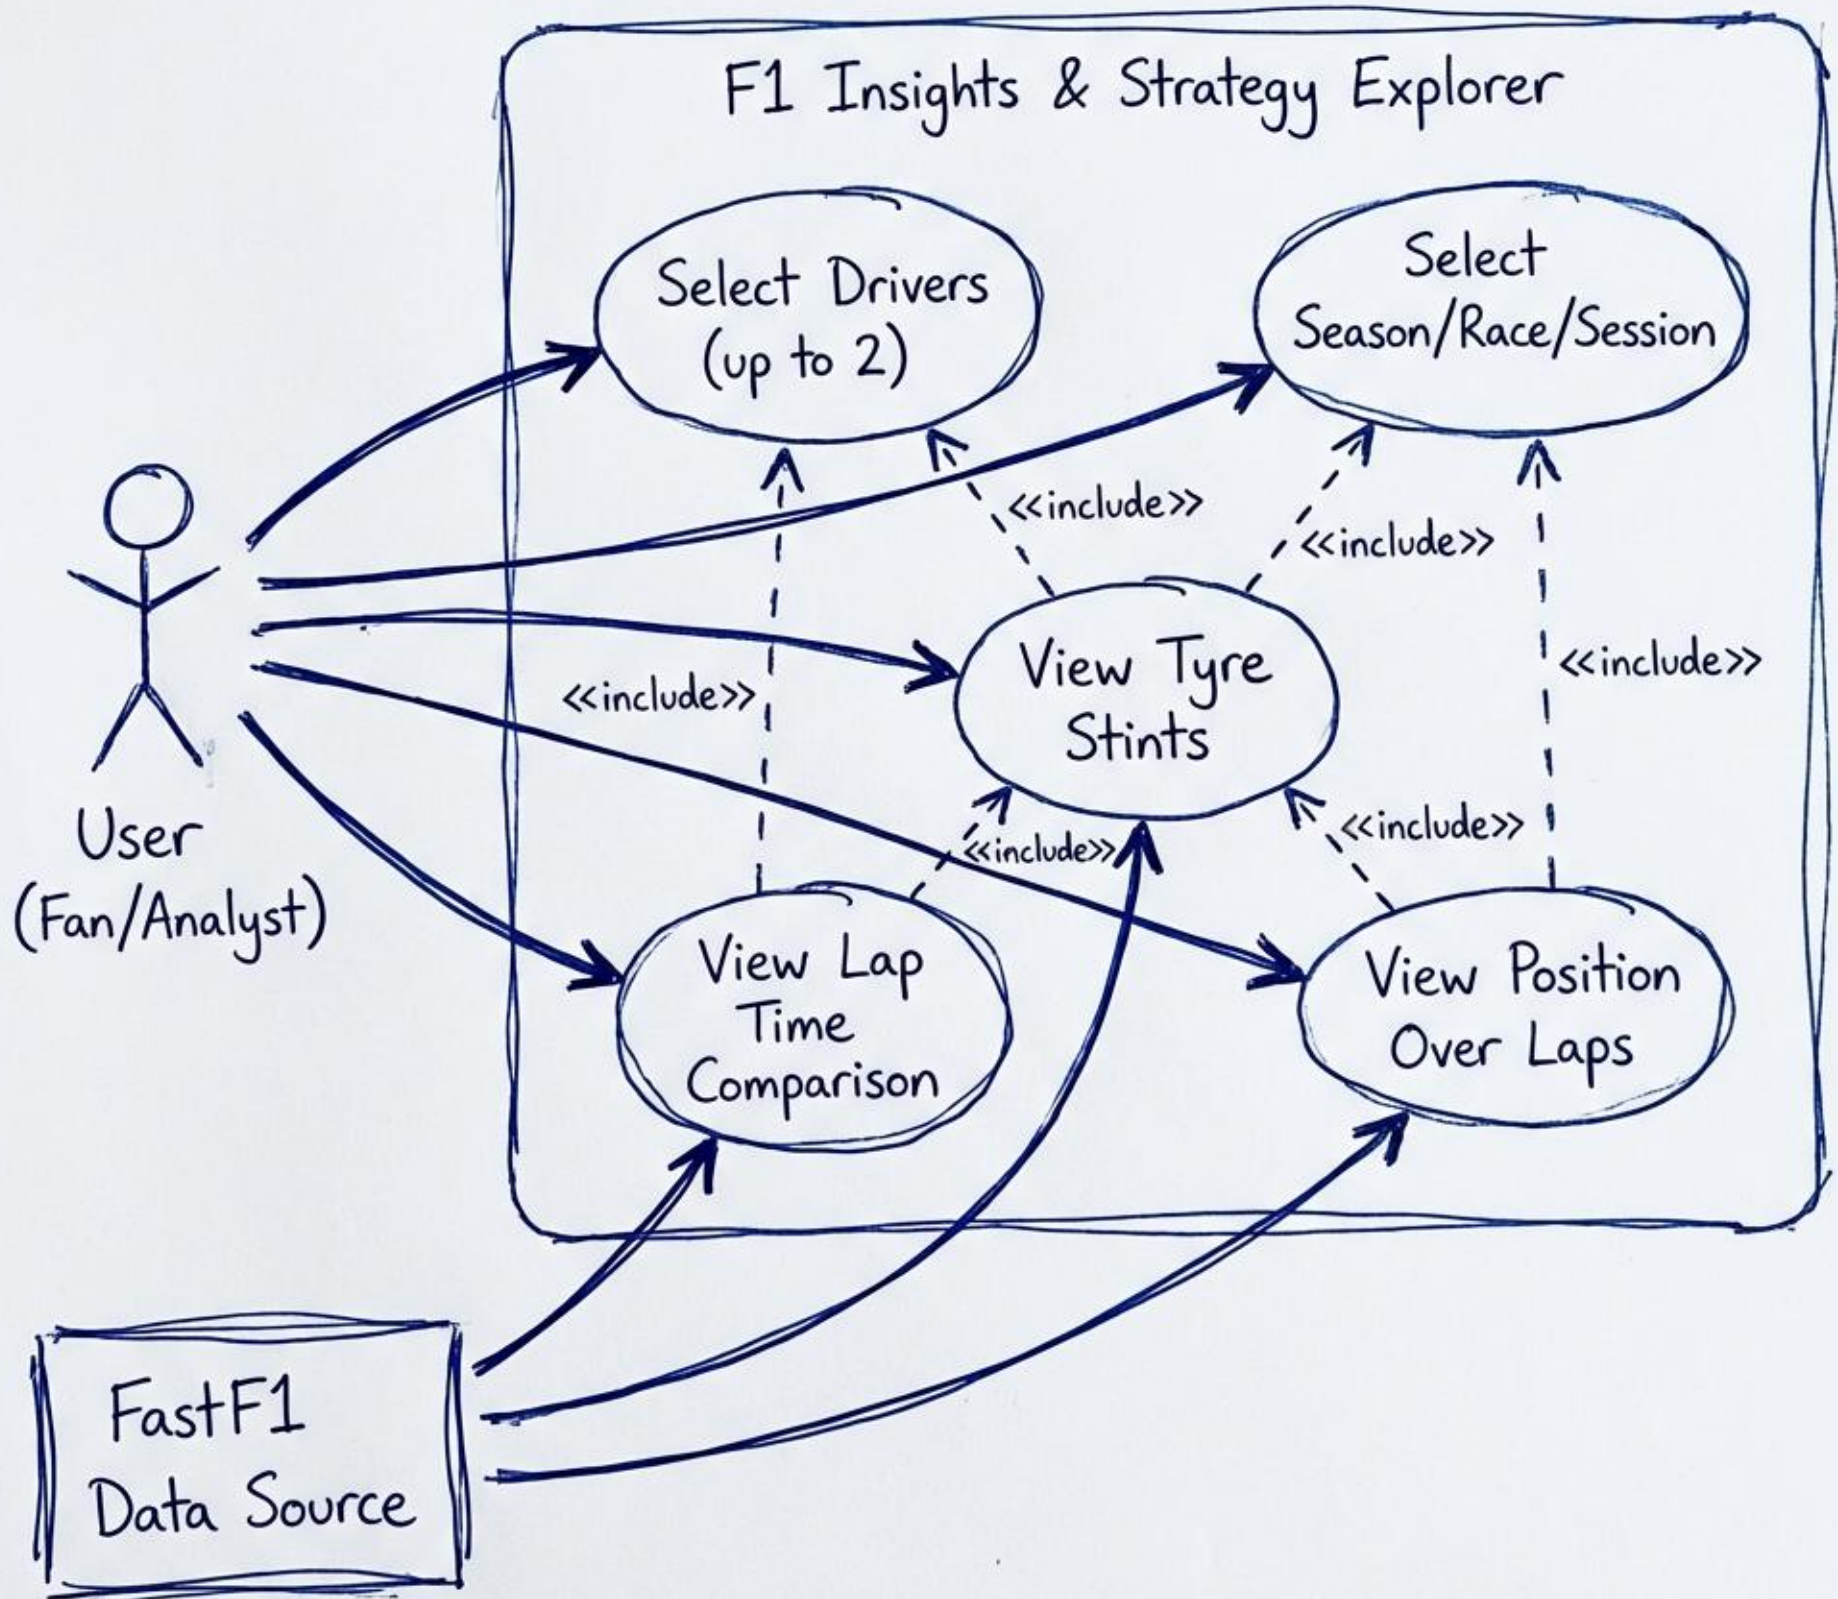 F1 Insights & Strategy Explorer
Select Drivers
(up to 2)
Select
Season/Race/Session
<<include>>
<<include>>
View Tyre
Stints
<<include>>
<<include>>
<<include>>
<<include>>
User
(Fan/Analyst)
View Lap
Time
Comparison
View Position
Over Laps
FastF1
Data Source